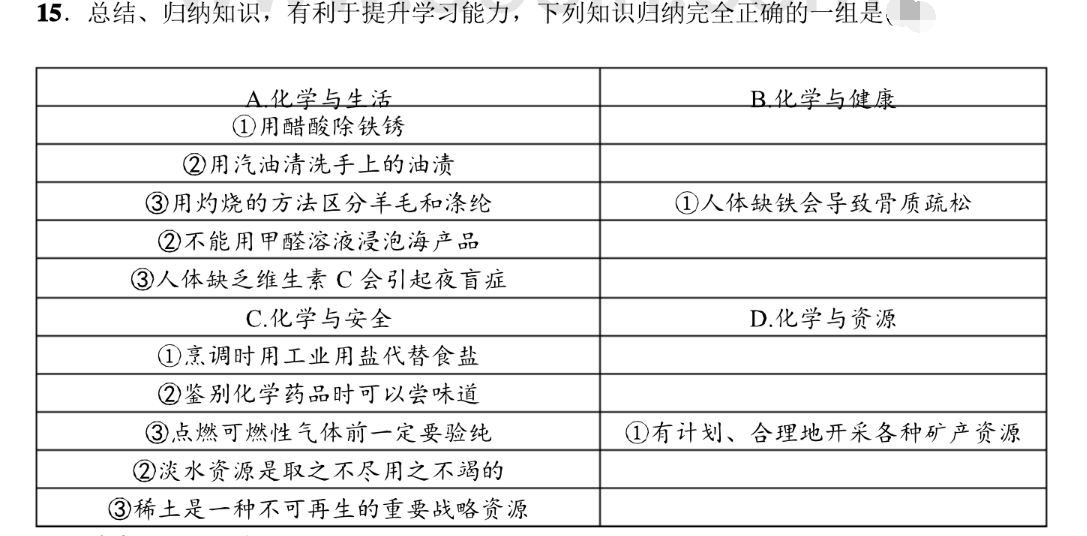 15．总结、归纳知识，有利于提升学习能力，下列知识归纳完全正确的一组是(
A.化学与生活 B.化学与健康
①用醋酸除铁锈
②用汽油清洗手上的油渍
③用灼烧的方法区分羊毛和涤纶 ①人体缺铁会导致骨质疏松
②不能用甲醛溶液浸泡海产品
③人体缺乏维生素 C 会引起夜盲症
C.化学与安全 D.化学与资源
①烹调时用工业用盐代替食盐
②鉴别化学药品时可以尝味道
③点燃可燃性气体前一定要验纯 ①有计划、合理地开采各种矿产资源
②淡水资源是取之不尽用之不竭的
③稀土是一种不可再生的重要战略资源